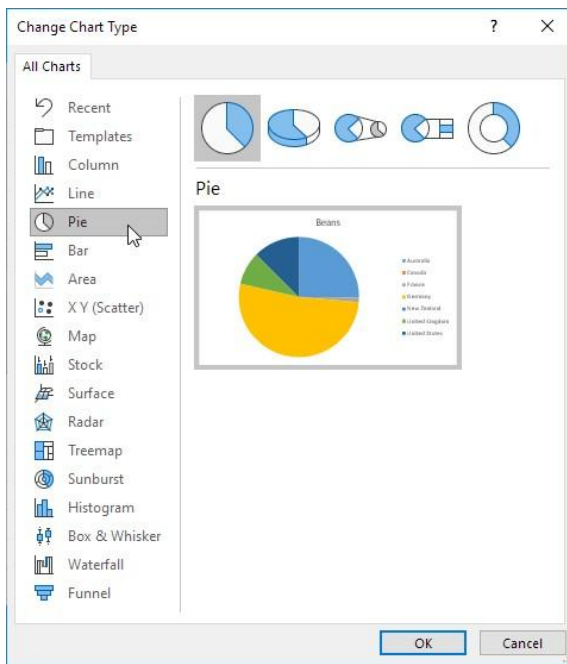 Change Chart Type
?
All Charts
Recent
Templates
Column
Line
Pie
Bar
Area
X Y (Scatter)
Map
Stock
Surface
Radar
Treemap
Sunburst
Histogram
Box & Whisker
Waterfall
Funnel
Pie
Beans
Australia
Canada
France
Germany
New Zealand
United Kingdom
United States
OK
Cancel